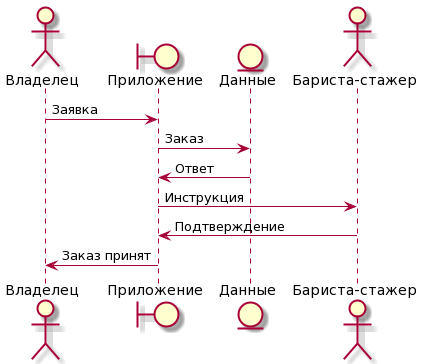 Владелец Приложение Данные Бариста-стажер
Заявка
Заказ
Ответ
Инструкция
Подтверждение
Заказ принят
Владелец Приложение Данные Бариста-стажер